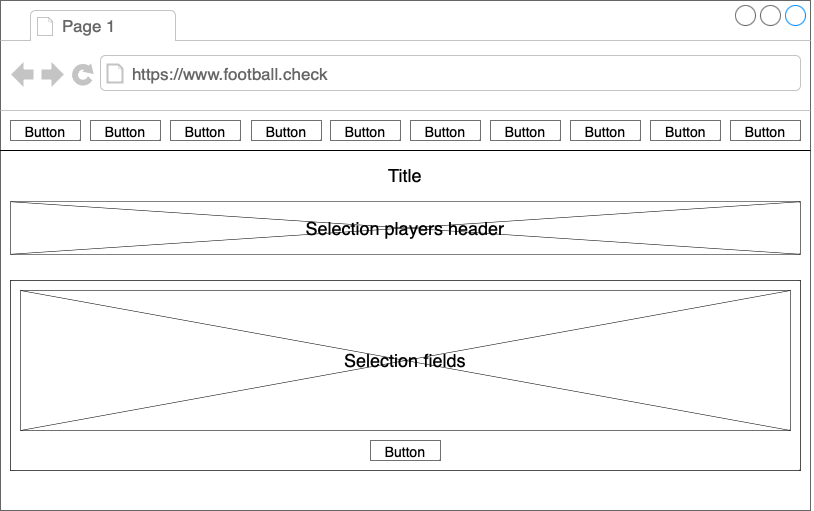 Page 1
https://www.football.check
Button Button Button Button Button Button Button Button Button Button
Title
Selection players header
Selection fields
Button